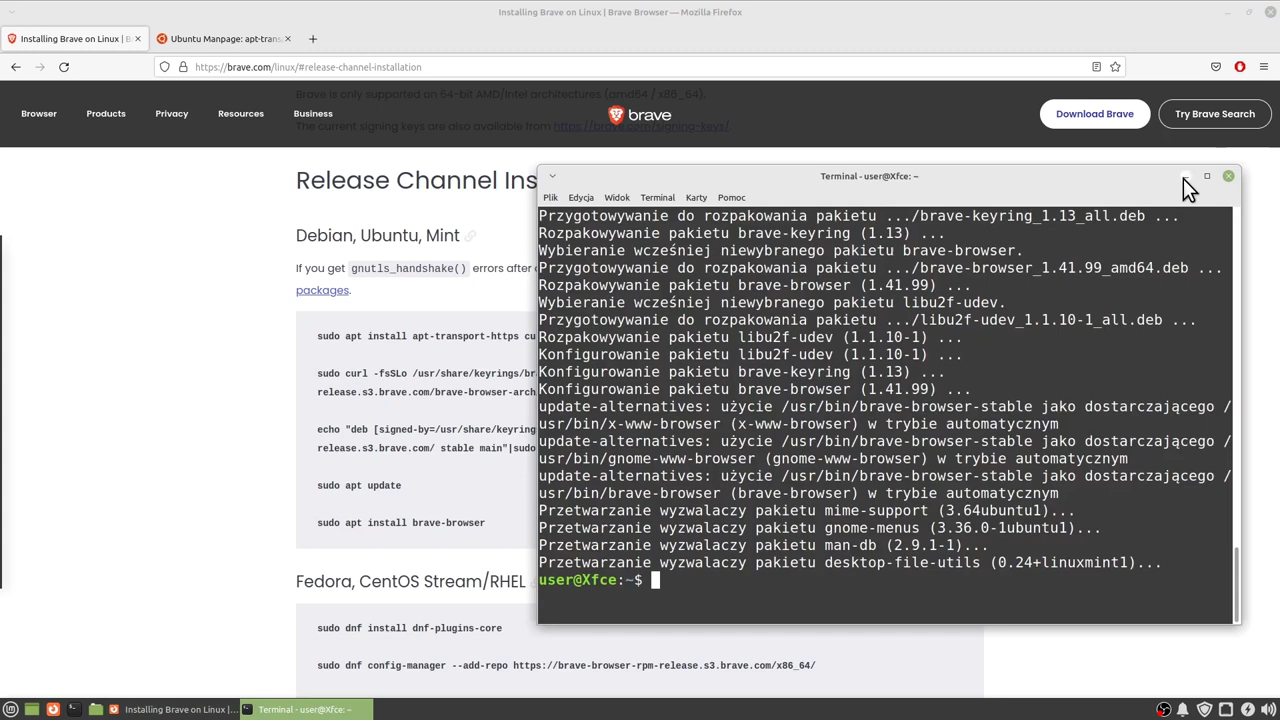 Installing Brave on Linux | Brave Browser — Mozilla Firefox
Installing Brave on Linux | B
Ubuntu Manpage: apt-trans
https://brave.com/linux/#release-channel-installation
Brave is only supported on 64-bit AMD/Intel architectures (amd64 / x86_64).
Browser Products Privacy Resources Business brave Download Brave Try Brave Search
The current signing keys are also available from https://brave.com/signing-keys/.
Release Channel Ins
Debian, Ubuntu, Mint
If you get gnutls_handshake() errors after
packages.
sudo apt install apt-transport-https cu
sudo curl -fsSLo /usr/share/keyrings/bra
release.s3.brave.com/brave-browser-arch
echo "deb [signed-by=/usr/share/keyring
release.s3.brave.com/ stable main"|sudo
sudo apt update
sudo apt install brave-browser
Fedora, CentOS Stream/RHEL
sudo dnf install dnf-plugins-core
sudo dnf config-manager --add-repo https://brave-browser-rpm-release.s3.brave.com/x86_64/
Terminal - user@Xfce: ~
Plik Edycja Widok Terminal Karty Pomoc
Przygotowywanie do rozpakowania pakietu .../brave-keyring_1.13_all.deb ...
Rozpakowywanie pakietu brave-keyring (1.13) ...
Wybieranie wcześniej niewybranego pakietu brave-browser.
Przygotowywanie do rozpakowania pakietu .../brave-browser_1.41.99_amd64.deb ...
Rozpakowywanie pakietu brave-browser (1.41.99) ...
Wybieranie wcześniej niewybranego pakietu libu2f-udev.
Przygotowywanie do rozpakowania pakietu .../libu2f-udev_1.1.10-1_all.deb ...
Rozpakowywanie pakietu libu2f-udev (1.1.10-1) ...
Konfigurowanie pakietu libu2f-udev (1.1.10-1) ...
Konfigurowanie pakietu brave-keyring (1.13) ...
Konfigurowanie pakietu brave-browser (1.41.99) ...
update-alternatives: użycie /usr/bin/brave-browser-stable jako dostarczającego /
usr/bin/x-www-browser (x-www-browser) w trybie automatycznym
update-alternatives: użycie /usr/bin/brave-browser-stable jako dostarczającego /
usr/bin/gnome-www-browser (gnome-www-browser) w trybie automatycznym
update-alternatives: użycie /usr/bin/brave-browser-stable jako dostarczającego /
usr/bin/brave-browser (brave-browser) w trybie automatycznym
Przetwarzanie wyzwalaczy pakietu mime-support (3.64ubuntu1)...
Przetwarzanie wyzwalaczy pakietu gnome-menus (3.36.0-1ubuntu1)...
Przetwarzanie wyzwalaczy pakietu man-db (2.9.1-1)...
Przetwarzanie wyzwalaczy pakietu desktop-file-utils (0.24+linuxmint1)...
user@Xfce:~$
Installing Brave on Linux |...
Terminal - user@Xfce: ~